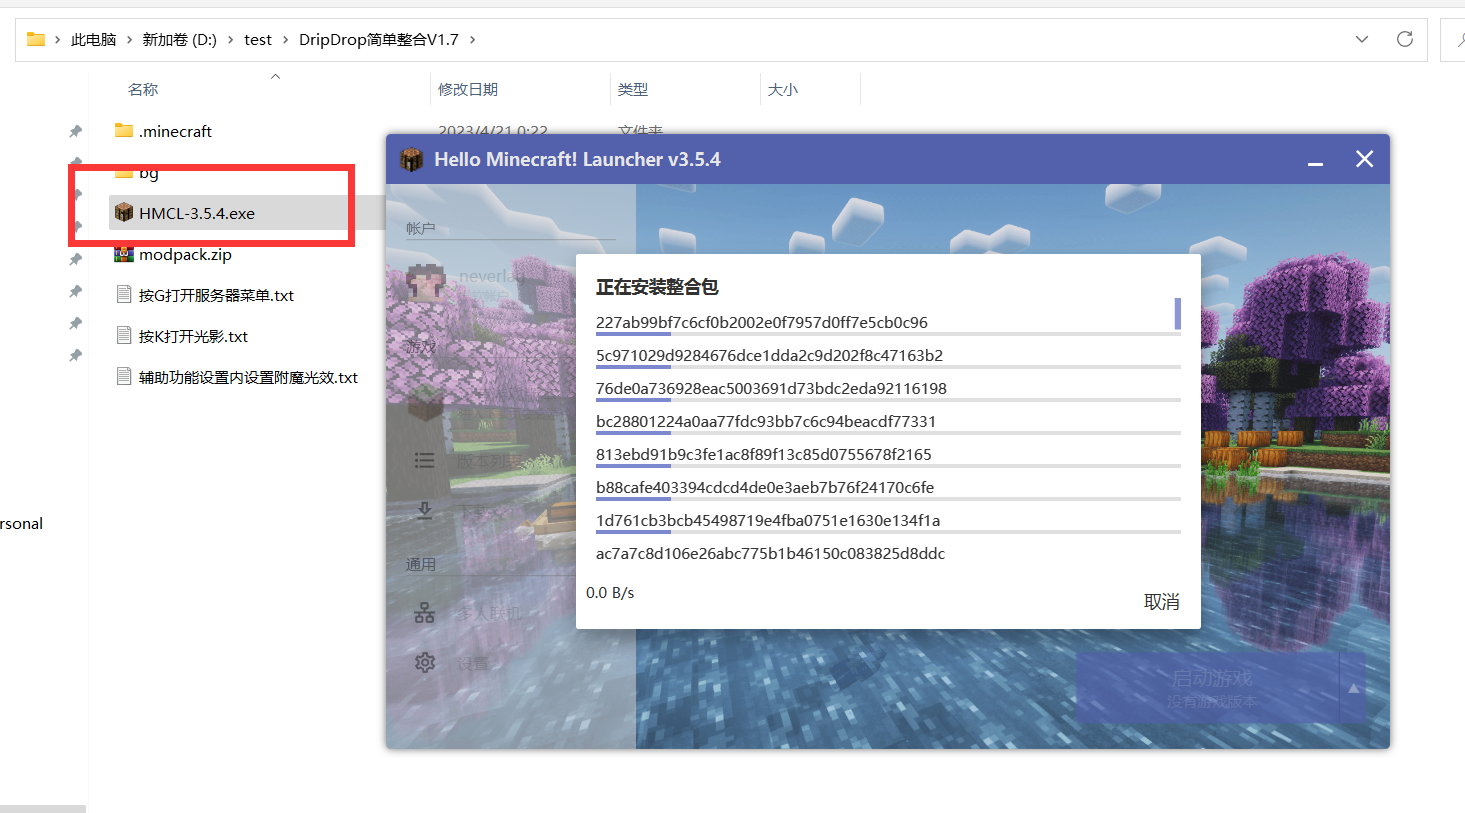 此电脑 › 新加卷 (D:) › test › DripDrop简单整合V1.7 ›
名称 修改日期 类型 大小
.minecraft 2023/4/21 0:22 文件夹
bg
HMCL-3.5.4.exe
modpack.zip
按G打开服务器菜单.txt
按K打开光影.txt
辅助功能设置内设置附魔光效.txt
rsonal
Hello Minecraft! Launcher v3.5.4
帐户
neverlag
游戏
版本列表
通用
多人联机
设置
正在安装整合包
227ab99bf7c6cf0b2002e0f7957d0ff7e5cb0c96
5c971029d9284676dce1dda2c9d202f8c47163b2
76de0a736928eac5003691d73bdc2eda92116198
bc28801224a0aa77fdc93bb7c6c94beacdf77331
813ebd91b9c3fe1ac8f89f13c85d0755678f2165
b88cafe403394cdcd4de0e3aeb7b76f24170c6fe
1d761cb3bcb45498719e4fba0751e1630e134f1a
ac7a7c8d106e26abc775b1b46150c083825d8ddc
0.0 B/s
取消
启动游戏
没有游戏版本